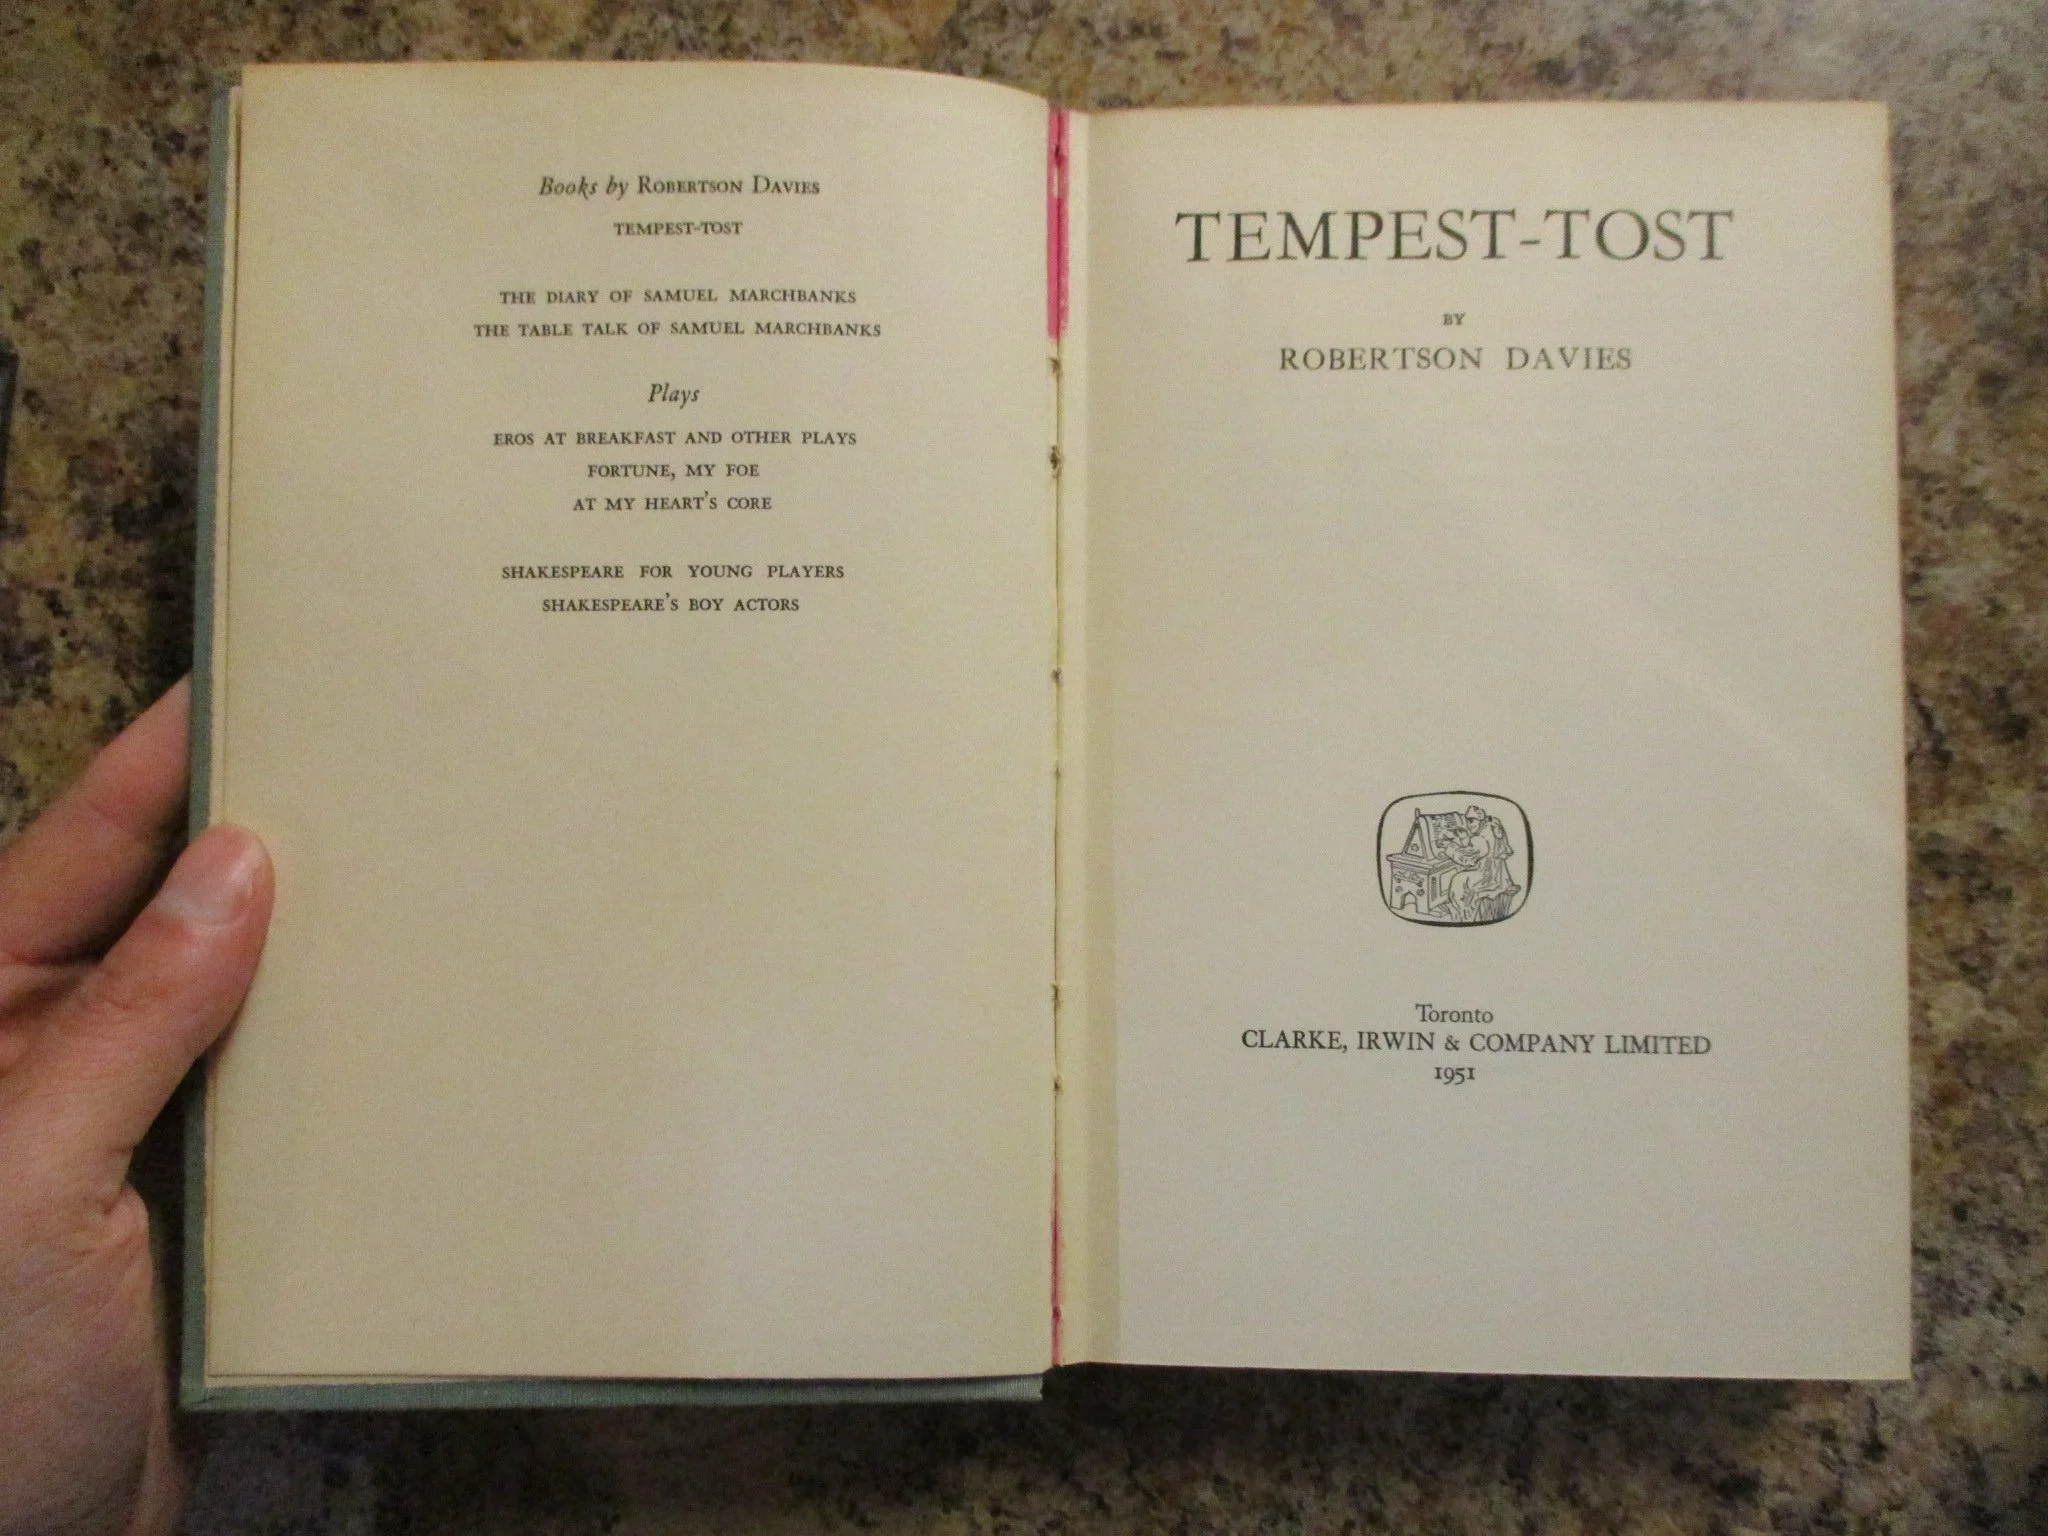 Books by ROBERTSON DAVIES
TEMPEST-TOST
THE DIARY OF SAMUEL MARCHBANKS
THE TABLE TALK OF SAMUEL MARCHBANKS
Plays
EROS AT BREAKFAST AND OTHER PLAYS
FORTUNE, MY FOE
AT MY HEART'S CORE
SHAKESPEARE FOR YOUNG PLAYERS
SHAKESPEARE'S BOY ACTORS
TEMPEST-TOST
BY
ROBERTSON DAVIES
Toronto
CLARKE, IRWIN & COMPANY LIMITED
1951